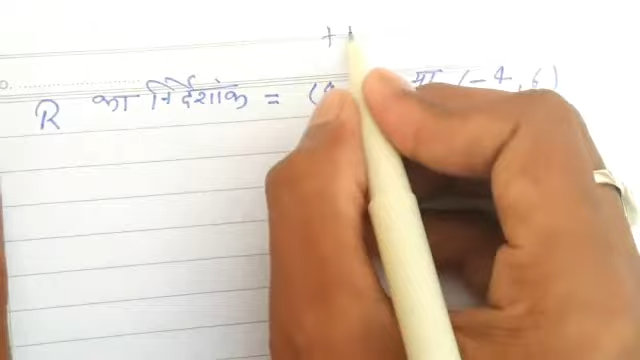 R का निर्देशांक = ( या (-4, 6)